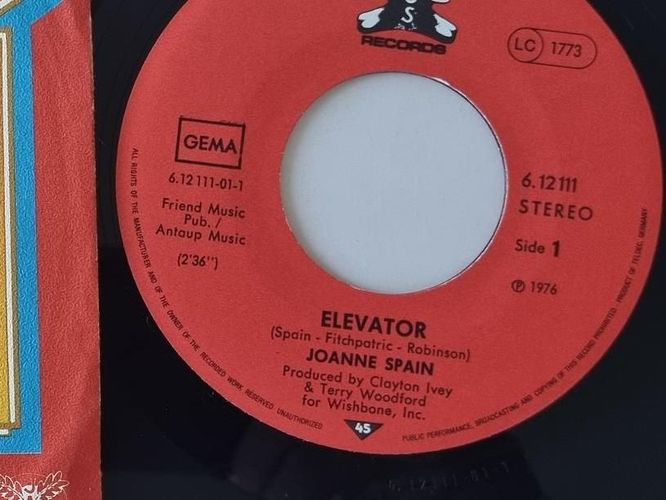 S
RECORDS
LC 1773
GEMA
6.12 111-01-1
Friend Music
Pub. /
Antaup Music
(2'36")
6.12111
STEREO
Side 1
℗ 1976
ELEVATOR
(Spain - Fitchpatric - Robinson)
JOANNE SPAIN
Produced by Clayton Ivey
& Terry Woodford
for Wishbone, Inc.
45
ALL RIGHTS OF THE MANUFACTURER AND OF THE OWNER OF THE RECORDED WORK RESERVED UNAUTHORIZED
PUBLIC PERFORMANCE, BROADCASTING AND COPYING OF THIS RECORD PROHIBITED / PRODUCT OF TELDEC, GERMANY